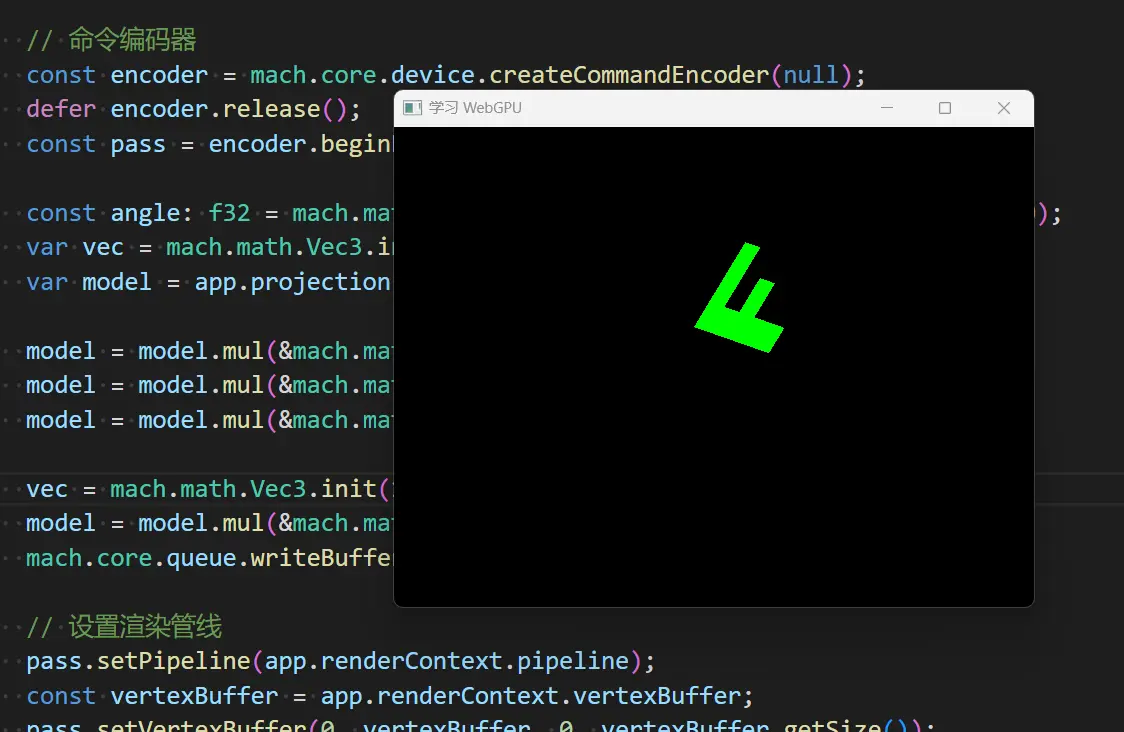 // 命令编码器
const encoder = mach.core.device.createCommandEncoder(null);
defer encoder.release();
学习 WebGPU
const pass = encoder.begin
const angle: f32 = mach.ma );
var vec = mach.math.Vec3.i
var model = app.projection
model = model.mul(&mach.ma
model = model.mul(&mach.ma
model = model.mul(&mach.ma
vec = mach.math.Vec3.init(
model = model.mul(&mach.ma
mach.core.queue.writeBuffe
// 设置渲染管线
pass.setPipeline(app.renderContext.pipeline);
const vertexBuffer = app.renderContext.vertexBuffer;
pass.setVertexBuffer(0, vertexBuffer, 0, vertexBuffer.getSize());